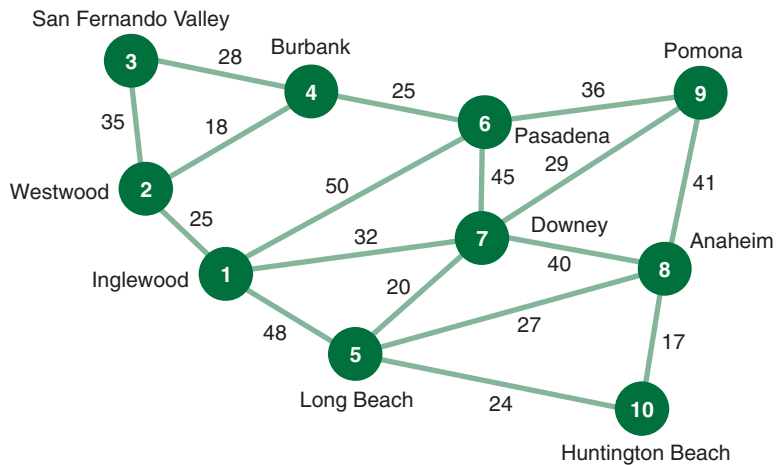 San Fernando Valley
Burbank
Pomona
3
28
4
25
36
9
35
18
6
Pasadena
29
Westwood
2
50
45
41
25
Downey
Inglewood
1
32
7
40
Anaheim
8
48
20
27
5
Long Beach
24
17
10
Huntington Beach